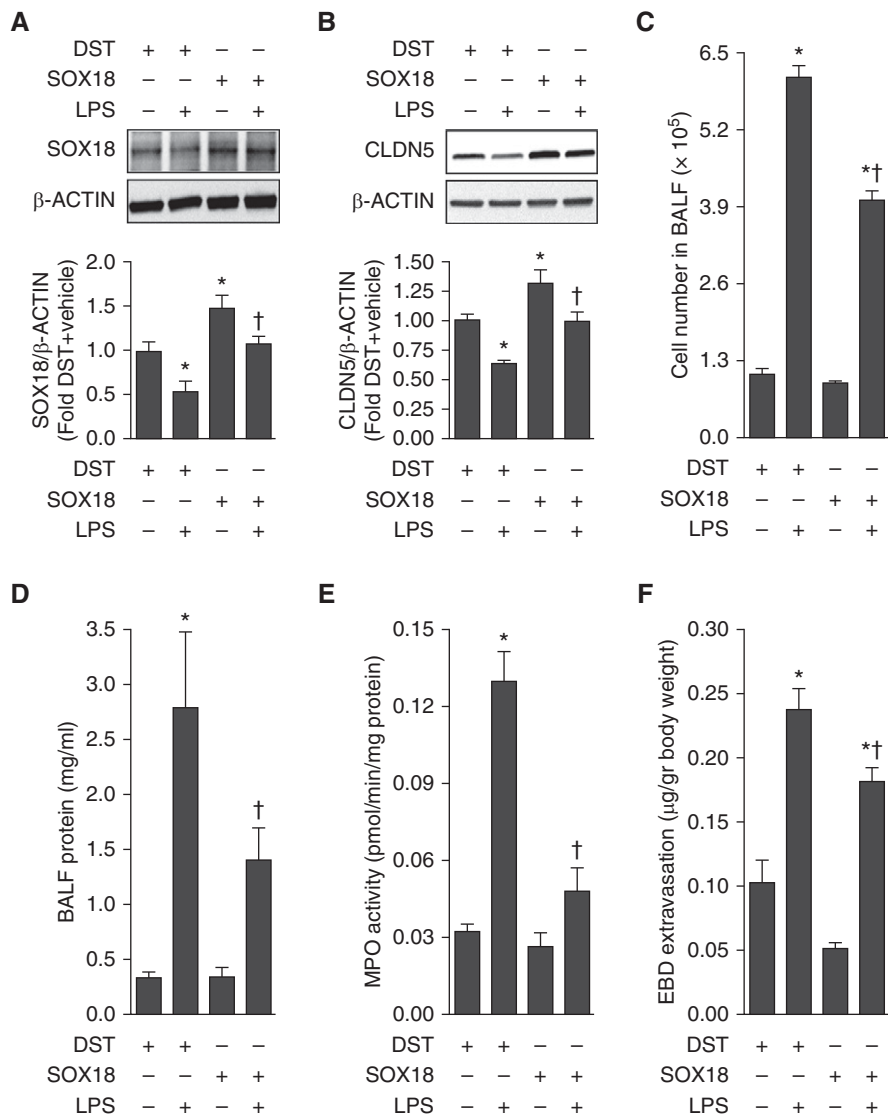 A
DST + + − −
SOX18 − − + +
LPS − + − +
SOX18
β-ACTIN
SOX18/β-ACTIN
(Fold DST+vehicle)
2.0
1.5
1.0
0.5
0.0
* * †
DST + + − −
SOX18 − − + +
LPS − + − +
B
DST + + − −
SOX18 − − + +
LPS − + − +
CLDN5
β-ACTIN
CLDN5/β-ACTIN
(Fold DST+vehicle)
1.50
1.25
1.00
0.75
0.50
0.25
0.00
* * †
DST + + − −
SOX18 − − + +
LPS − + − +
C
Cell number in BALF (× 10⁵)
6.5
5.2
3.9
2.6
1.3
0.0
* *†
DST + + − −
SOX18 − − + +
LPS − + − +
D
BALF protein (mg/ml)
3.5
3.0
2.5
2.0
1.5
1.0
0.5
0.0
* †
DST + + − −
SOX18 − − + +
LPS − + − +
E
MPO activity (pmol/min/mg protein)
0.15
0.12
0.09
0.06
0.03
0.00
* †
DST + + − −
SOX18 − − + +
LPS − + − +
F
EBD extravasation (μg/gr body weight)
0.30
0.25
0.20
0.15
0.10
0.05
0.00
* *†
DST + + − −
SOX18 − − + +
LPS − + − +